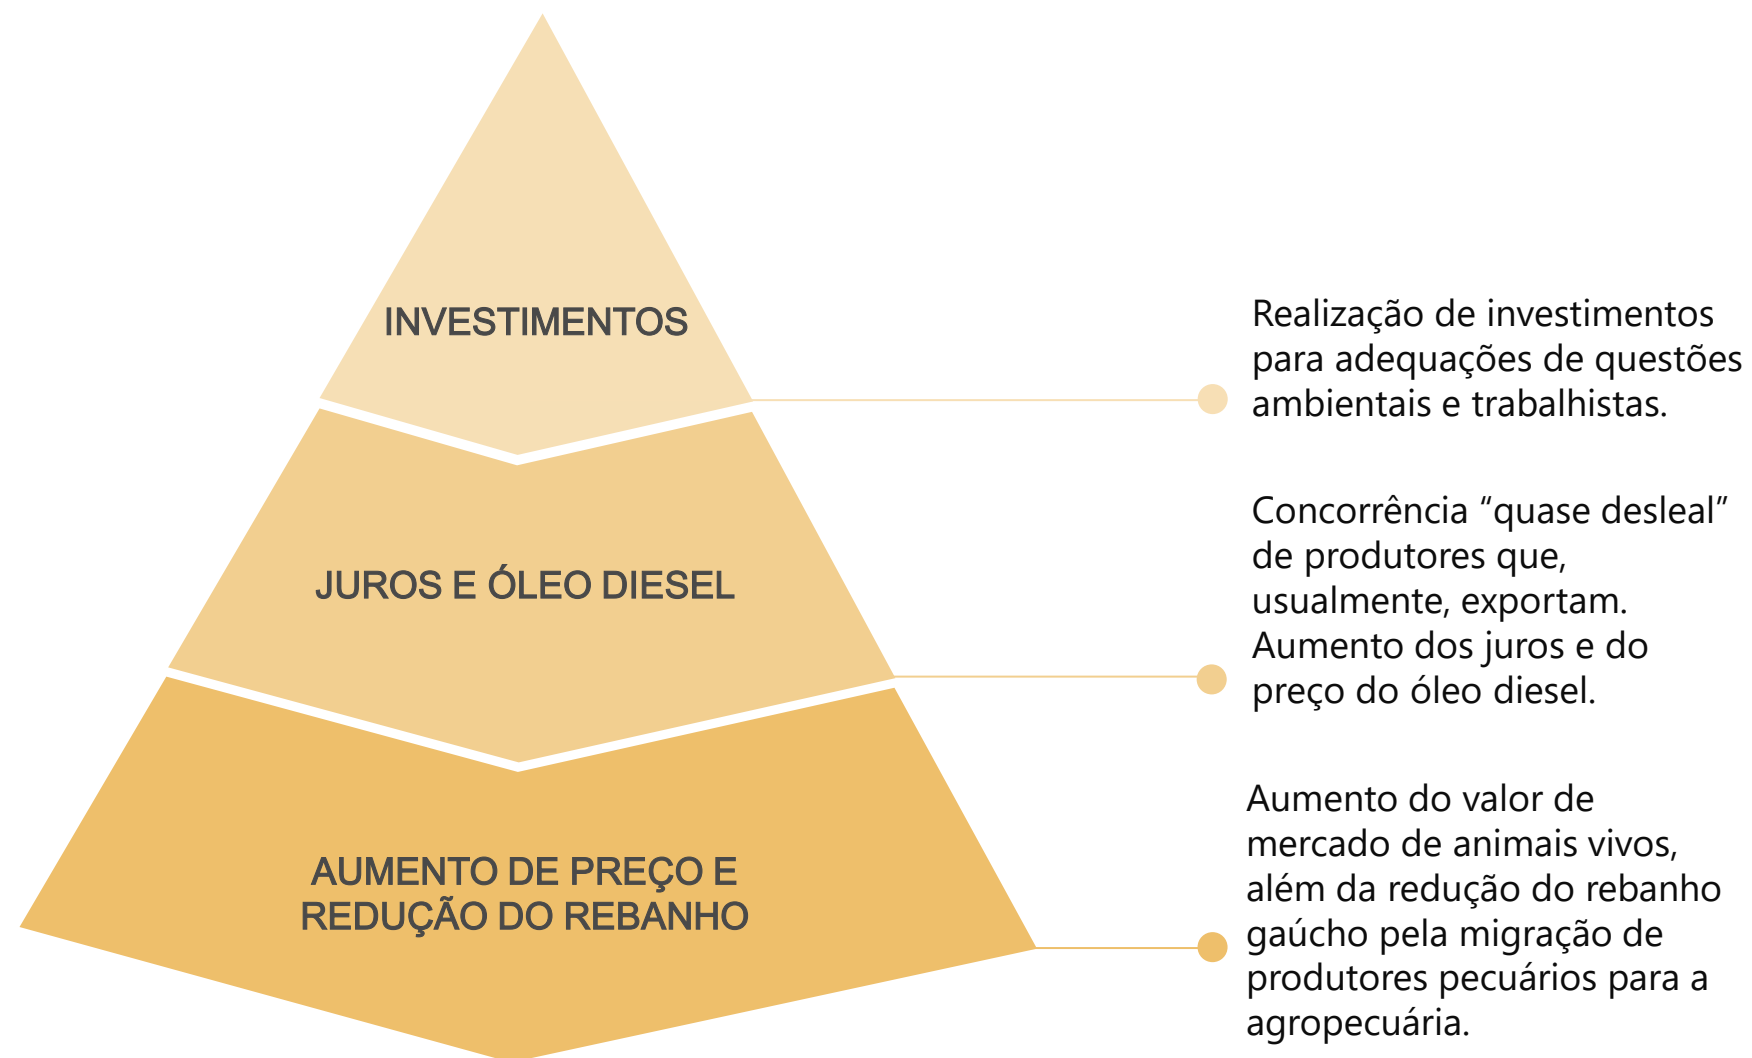 INVESTIMENTOS
Realização de investimentos
para adequações de questões
ambientais e trabalhistas.
JUROS E ÓLEO DIESEL
Concorrência “quase desleal”
de produtores que,
usualmente, exportam.
Aumento dos juros e do
preço do óleo diesel.
AUMENTO DE PREÇO E
REDUÇÃO DO REBANHO
Aumento do valor de
mercado de animais vivos,
além da redução do rebanho
gaúcho pela migração de
produtores pecuários para a
agropecuária.